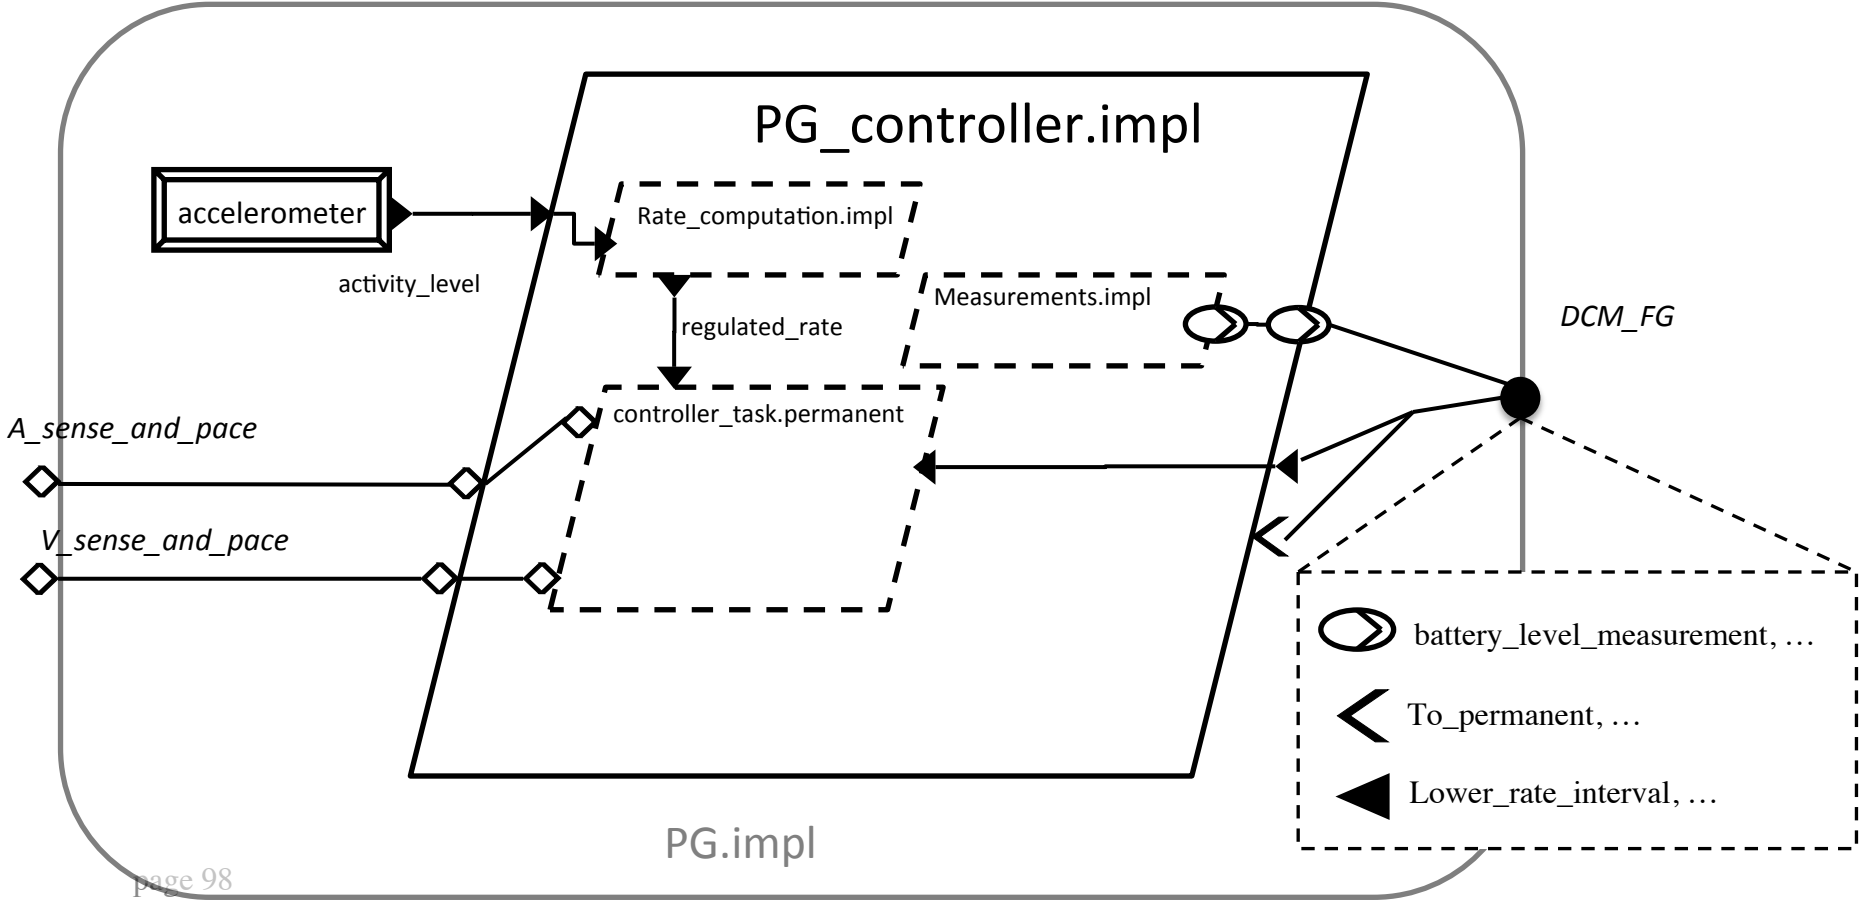 PG_controller.impl
accelerometer
Rate_computation.impl
activity_level
Measurements.impl
regulated_rate
DCM_FG
controller_task.permanent
A_sense_and_pace
V_sense_and_pace
battery_level_measurement, …
To_permanent, …
Lower_rate_interval, …
PG.impl
page 98